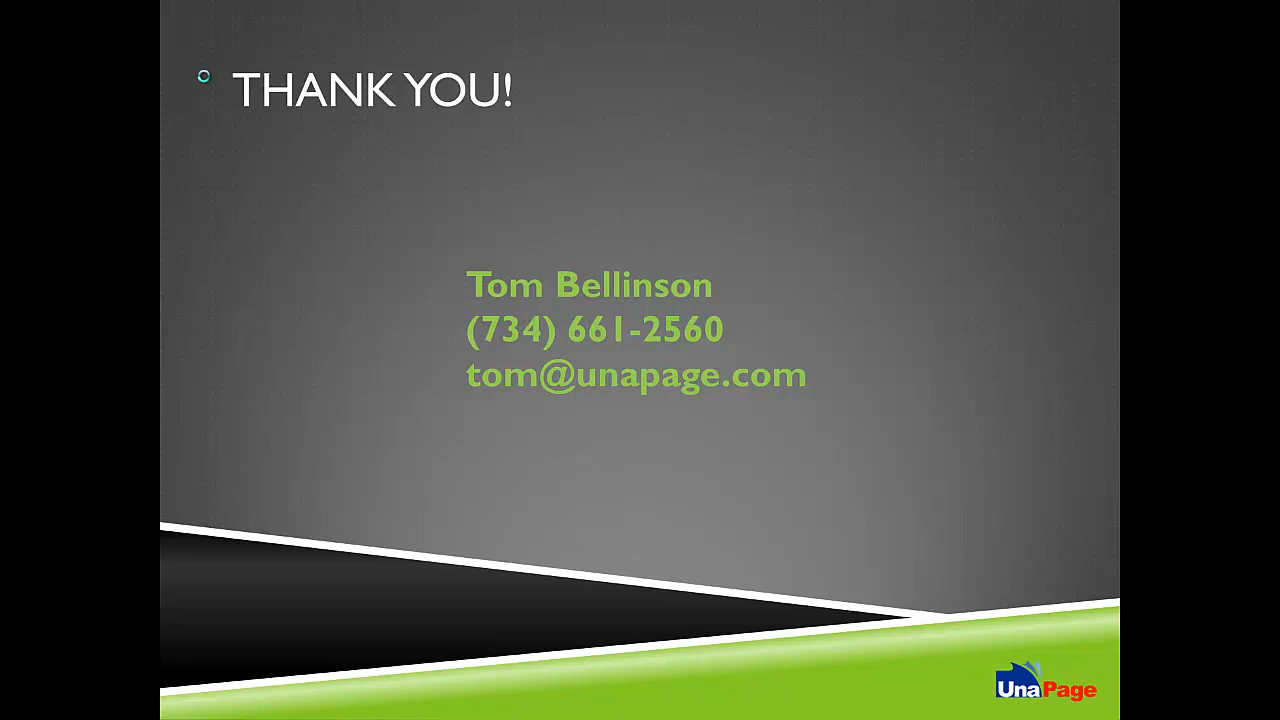 THANK YOU!
Tom Bellinson
(734) 661-2560
tom@unapage.com
UnaPage